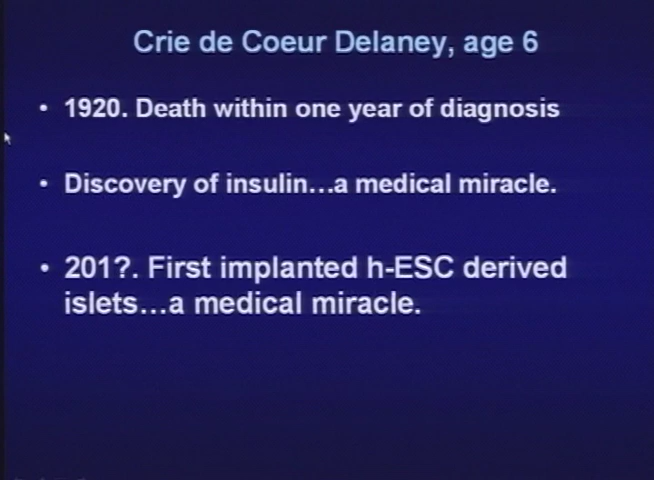 Crie de Coeur Delaney, age 6
• 1920. Death within one year of diagnosis
• Discovery of insulin...a medical miracle.
• 201?. First implanted h-ESC derived
islets...a medical miracle.